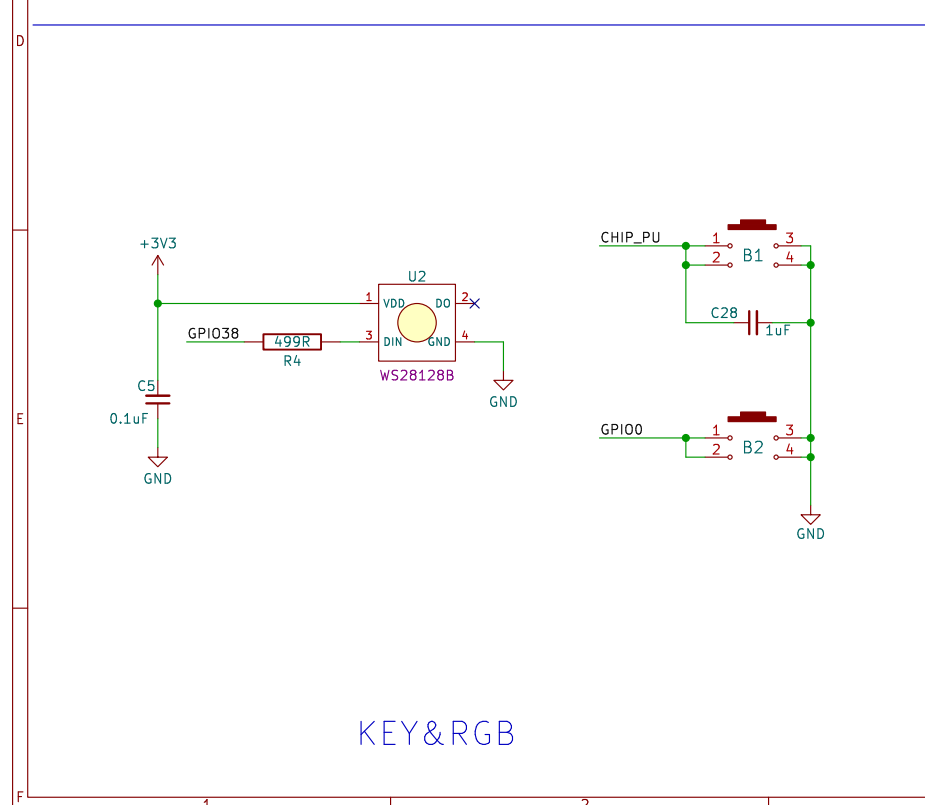 D
+3V3
U2
1 VDD DO 2
GPIO38
499R
R4
3 DIN GND 4
WS28128B
C5
0.1uF
GND
GND
CHIP_PU
1 3
2 B1 4
C28
1uF
E
GPIO0
1 3
2 B2 4
GND
KEY&RGB
F
1 2